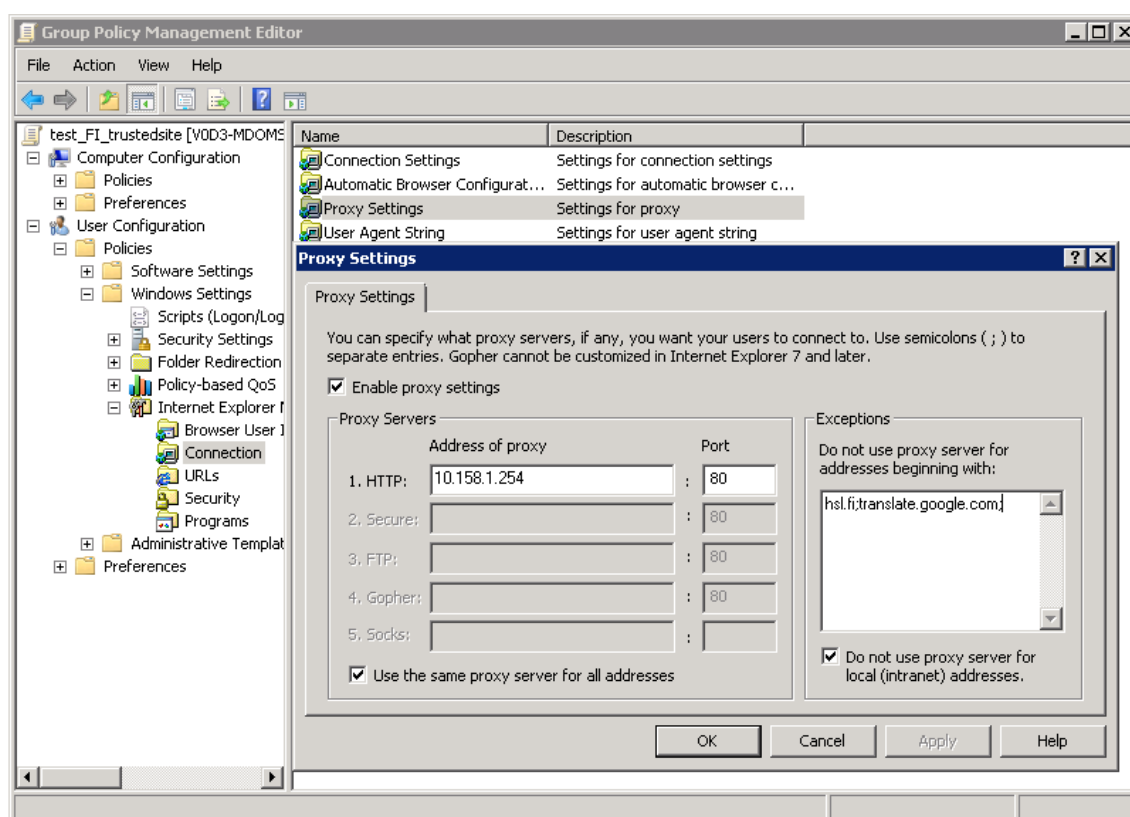 Group Policy Management Editor
File Action View Help
test_FI_trustedsite [V0D3-MDOMS
Computer Configuration
Policies
Preferences
User Configuration
Policies
Software Settings
Windows Settings
Scripts (Logon/Log
Security Settings
Folder Redirection
Policy-based QoS
Internet Explorer M
Browser User I
Connection
URLs
Security
Programs
Administrative Templat
Preferences
Name Description
Connection Settings Settings for connection settings
Automatic Browser Configurat... Settings for automatic browser c...
Proxy Settings Settings for proxy
User Agent String Settings for user agent string
Proxy Settings
Proxy Settings
You can specify what proxy servers, if any, you want your users to connect to. Use semicolons ( ; ) to
separate entries. Gopher cannot be customized in Internet Explorer 7 and later.
Enable proxy settings
Proxy Servers
Address of proxy Port
1. HTTP: 10.158.1.254 : 80
2. Secure: : 80
3. FTP: : 80
4. Gopher: : 80
5. Socks: :
Use the same proxy server for all addresses
Exceptions
Do not use proxy server for
addresses beginning with:
hsl.fi;translate.google.com;
Do not use proxy server for
local (intranet) addresses.
OK Cancel Apply Help